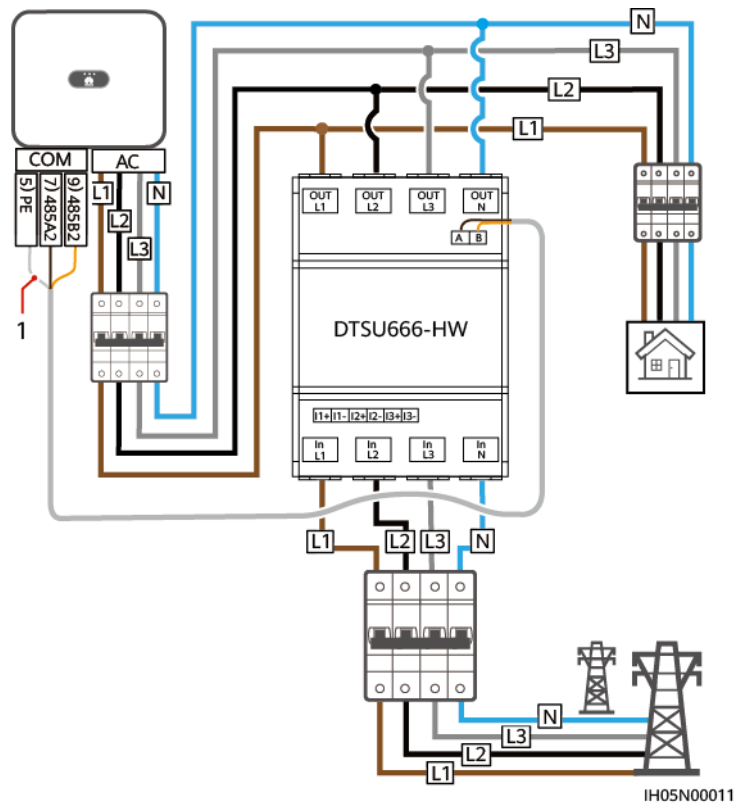 N
L3
L2
L1
COM
AC
5) PE
7) 485A2
9) 485B2
L1
L2
L3
N
1
OUT L1
OUT L2
OUT L3
OUT N
A B
DTSU666-HW
I1+ I1- I2+ I2- I3+ I3-
In L1
In L2
In L3
In N
L1
L2
L3
N
N
L3
L2
L1
IH05N00011